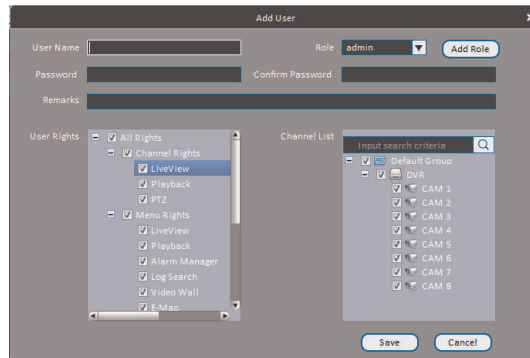 Add User
User Name
Role admin Add Role
Password
Confirm Password
Remarks
User Rights
All Rights
Channel Rights
LiveView
Playback
PTZ
Menu Rights
LiveView
Playback
Alarm Manager
Log Search
Video Wall
E-Map
Channel List
Input search criteria
Default Group
DVR
CAM 1
CAM 2
CAM 3
CAM 4
CAM 5
CAM 6
CAM 7
CAM 8
Save Cancel